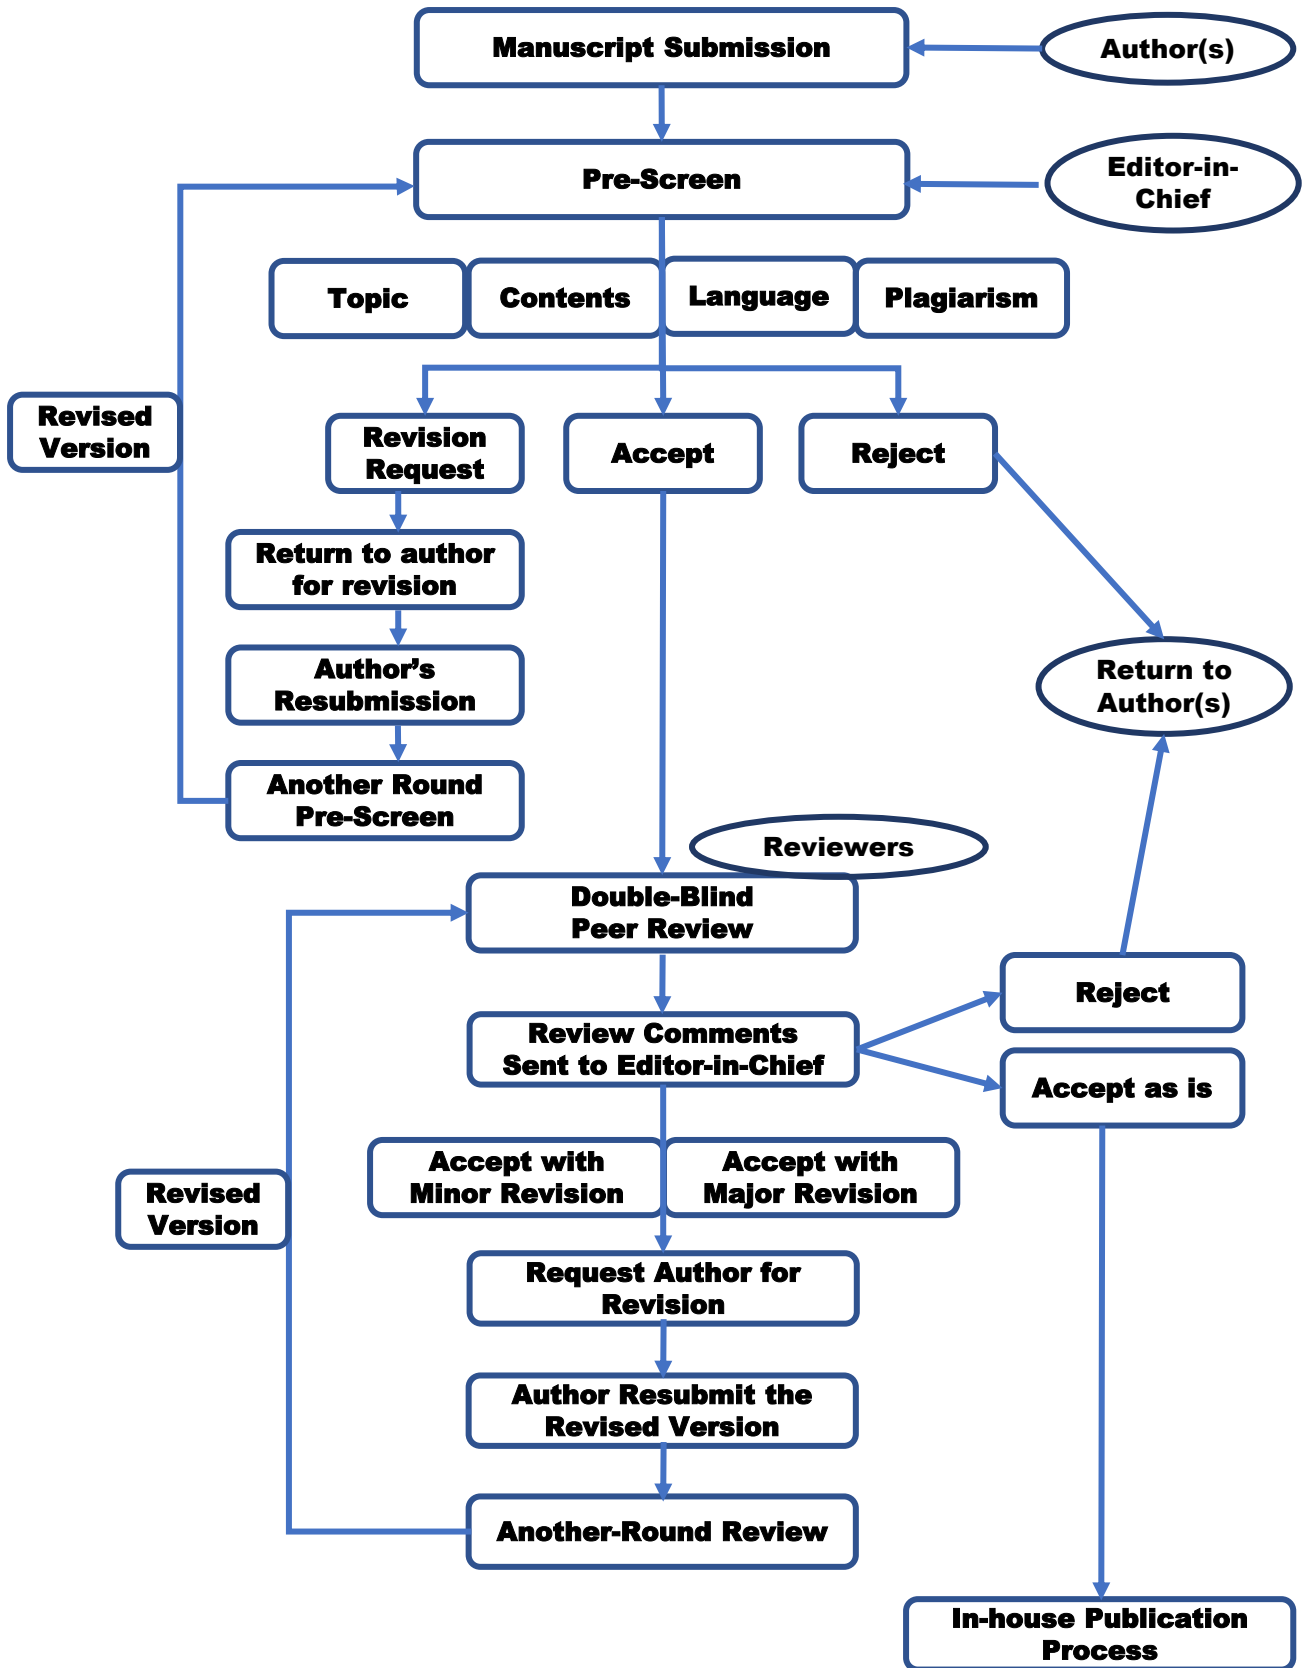 Manuscript Submission
Author(s)
Pre-Screen
Editor-in-
Chief
Topic
Contents
Language
Plagiarism
Revised
Version
Revision
Request
Accept
Reject
Return to author
for revision
Author’s
Resubmission
Return to
Author(s)
Another Round
Pre-Screen
Reviewers
Double-Blind
Peer Review
Review Comments
Sent to Editor-in-Chief
Reject
Accept as is
Accept with
Minor Revision
Accept with
Major Revision
Revised
Version
Request Author for
Revision
Author Resubmit the
Revised Version
Another-Round Review
In-house Publication
Process